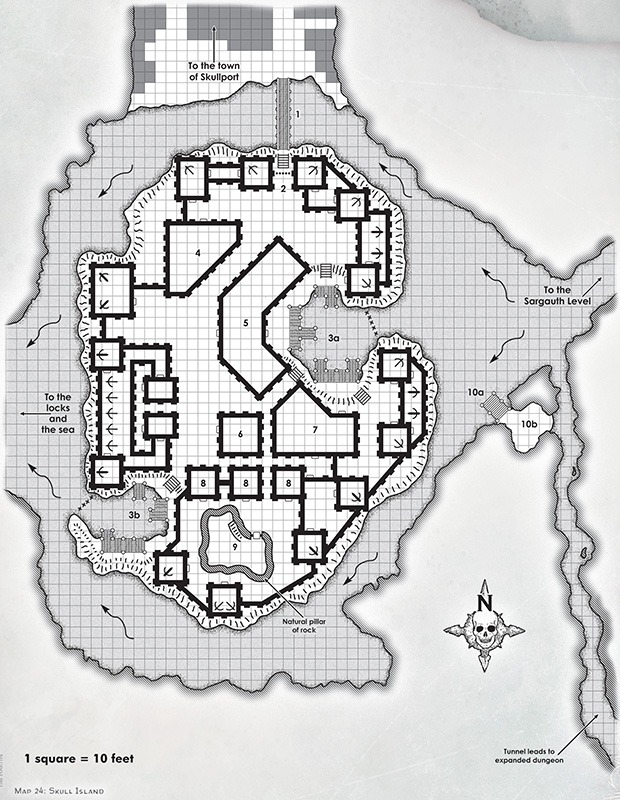 To the town
of Skullport
1
2
4
To the
Sargauth Level
5
3a
10a
10b
To the
locks
and
the sea
6
7
8
8
8
3b
9
Natural pillar
of rock
N
1 square = 10 feet
Tunnel leads to
expanded dungeon
Map 24: Skull Island